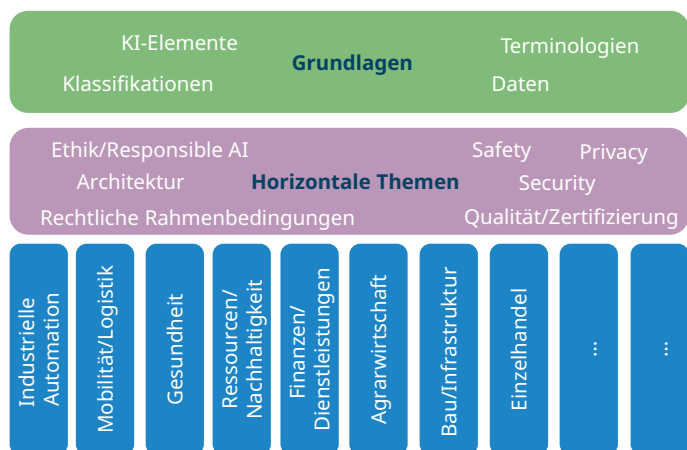 KI-Elemente
Terminologien
Grundlagen
Klassifikationen
Daten
Ethik/Responsible AI
Safety
Privacy
Architektur
Horizontale Themen
Security
Rechtliche Rahmenbedingungen
Qualität/Zertifizierung
Industrielle
Automation
Mobilität/Logistik
Gesundheit
Ressourcen/
Nachhaltigkeit
Finanzen/
Dienstleistungen
Agrarwirtschaft
Bau/Infrastruktur
Einzelhandel
...
...